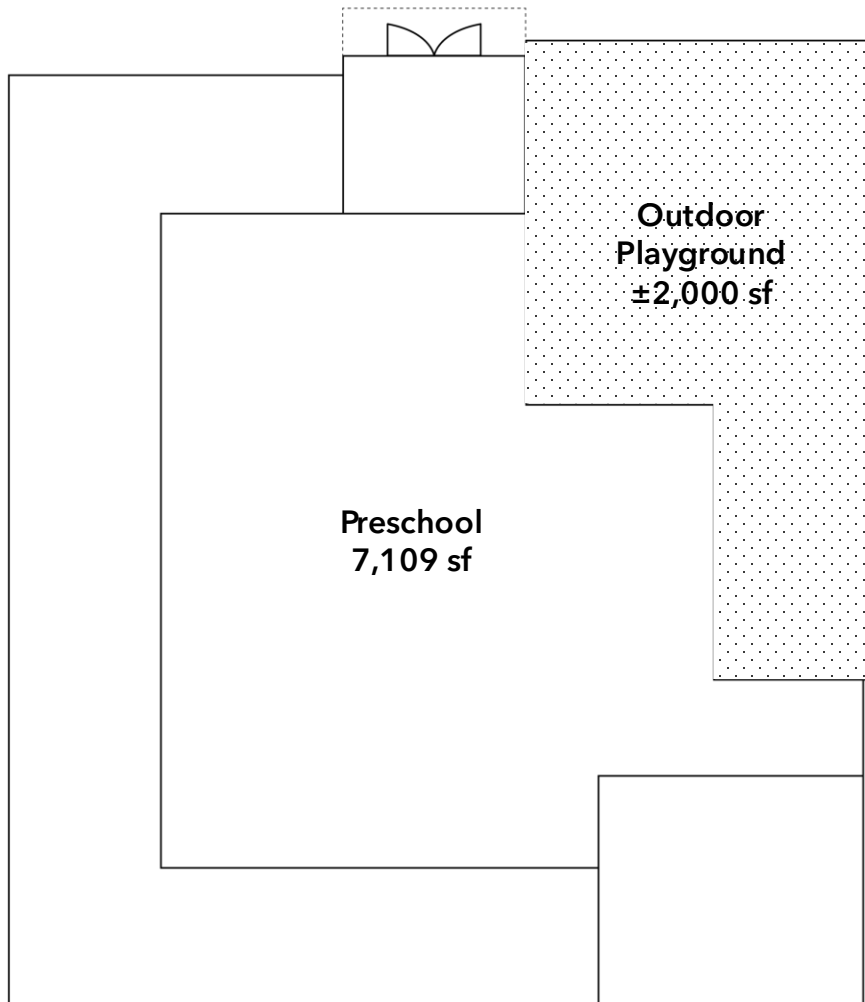 Outdoor
Playground
±2,000 sf
Preschool
7,109 sf